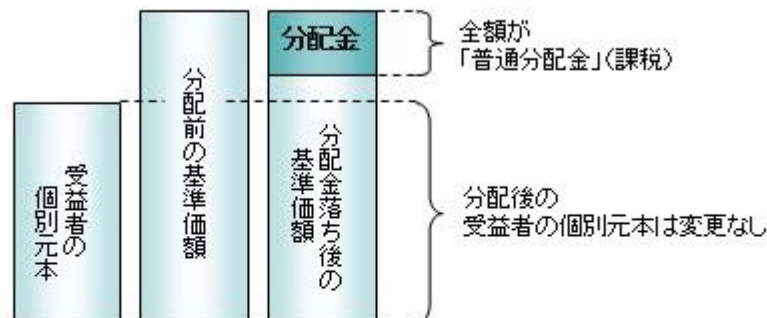 受益者の
個別元本
分配前の基準価額
分配金
分配金落ち後の
基準価額
全額が
「普通分配金」(課税)
分配後の
受益者の個別元本は変更なし